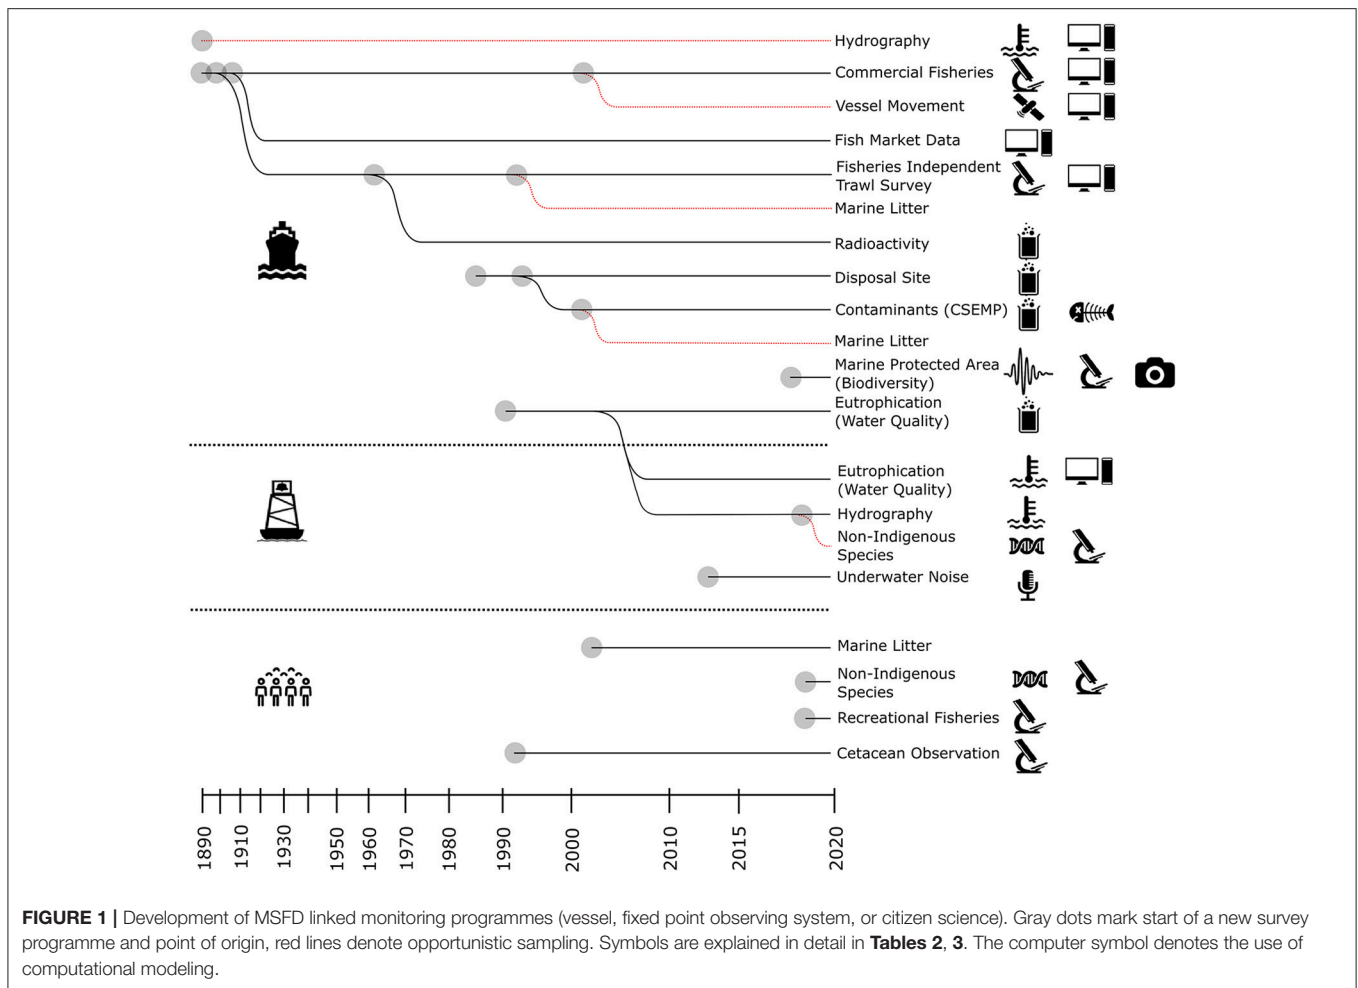 Hydrography
Commercial Fisheries
Vessel Movement
Fish Market Data
Fisheries Independent
Trawl Survey
Marine Litter
Radioactivity
Disposal Site
Contaminants (CSEMP)
Marine Litter
Marine Protected Area
(Biodiversity)
Eutrophication
(Water Quality)
Eutrophication
(Water Quality)
Hydrography
Non-Indigenous
Species
Underwater Noise
Marine Litter
Non-Indigenous
Species
Recreational Fisheries
Cetacean Observation
1890 1910 1930 1950 1960 1970 1980 1990 2000 2010 2015 2020
FIGURE 1 | Development of MSFD linked monitoring programmes (vessel, fixed point observing system, or citizen science). Gray dots mark start of a new survey
programme and point of origin, red lines denote opportunistic sampling. Symbols are explained in detail in Tables 2, 3. The computer symbol denotes the use of
computational modeling.